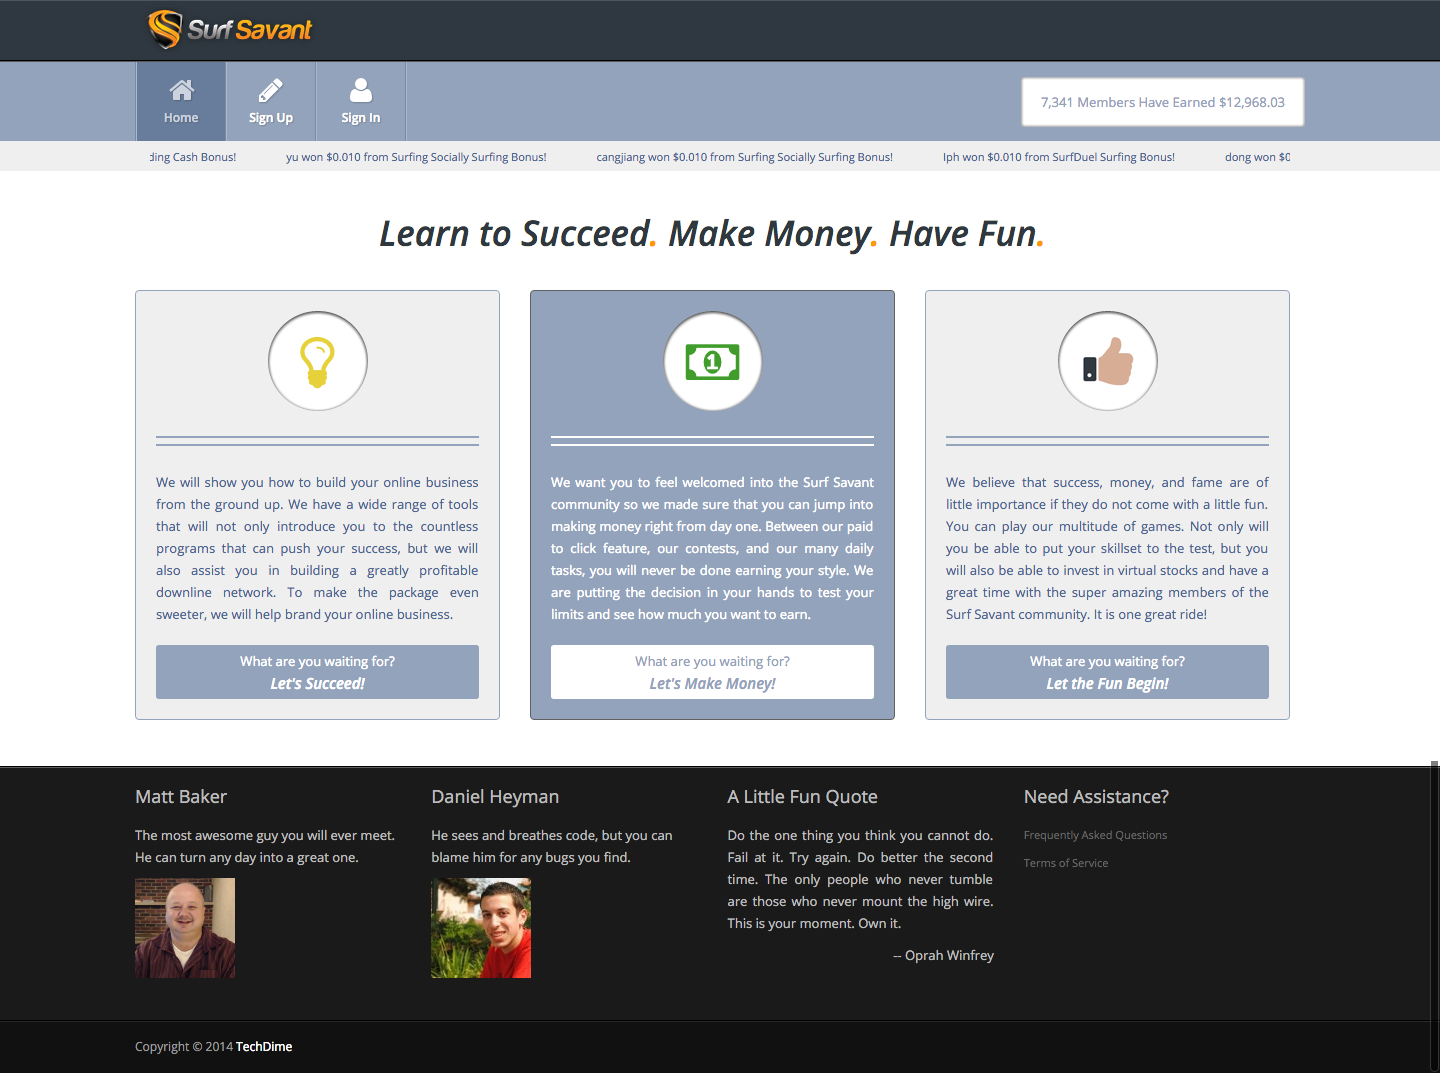 Surf Savant
Home
Sign Up
Sign In
7,341 Members Have Earned $12,968.03
ding Cash Bonus! yu won $0.010 from Surfing Socially Surfing Bonus! cangjiang won $0.010 from Surfing Socially Surfing Bonus! lph won $0.010 from SurfDuel Surfing Bonus! dong won $0
Learn to Succeed. Make Money. Have Fun.
We will show you how to build your online business
from the ground up. We have a wide range of tools
that will not only introduce you to the countless
programs that can push your success, but we will
also assist you in building a greatly profitable
downline network. To make the package even
sweeter, we will help brand your online business.
What are you waiting for?
Let's Succeed!
1
We want you to feel welcomed into the Surf Savant
community so we made sure that you can jump into
making money right from day one. Between our paid
to click feature, our contests, and our many daily
tasks, you will never be done earning your style. We
are putting the decision in your hands to test your
limits and see how much you want to earn.
What are you waiting for?
Let's Make Money!
We believe that success, money, and fame are of
little importance if they do not come with a little fun.
You can play our multitude of games. Not only will
you be able to put your skillset to the test, but you
will also be able to invest in virtual stocks and have a
great time with the super amazing members of the
Surf Savant community. It is one great ride!
What are you waiting for?
Let the Fun Begin!
Matt Baker
The most awesome guy you will ever meet.
He can turn any day into a great one.
Daniel Heyman
He sees and breathes code, but you can
blame him for any bugs you find.
A Little Fun Quote
Do the one thing you think you cannot do.
Fail at it. Try again. Do better the second
time. The only people who never tumble
are those who never mount the high wire.
This is your moment. Own it.
-- Oprah Winfrey
Need Assistance?
Frequently Asked Questions
Terms of Service
Copyright © 2014 TechDime